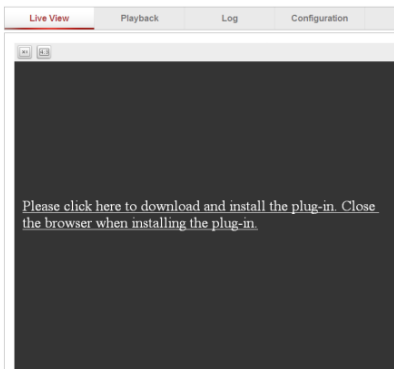 Live View Playback Log Configuration
Please click here to download and install the plug-in. Close
the browser when installing the plug-in.